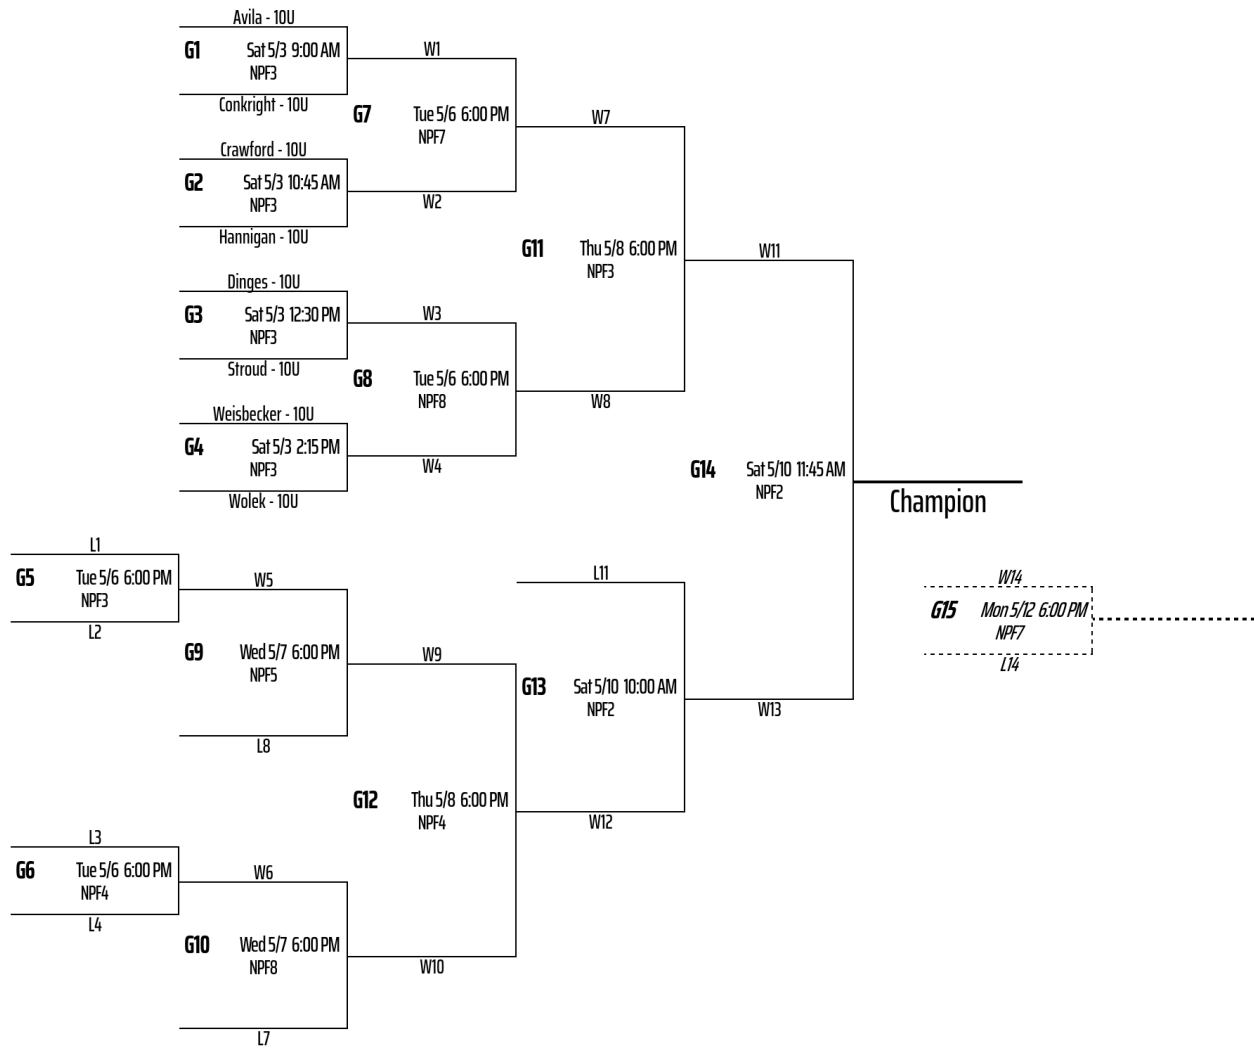 Avila - 10U
G1 Sat 5/3 9:00 AM
NPF3
Conkright - 10U
W1
G7 Tue 5/6 6:00 PM
NPF7
W7
Crawford - 10U
G2 Sat 5/3 10:45 AM
NPF3
Hannigan - 10U
W2
G11 Thu 5/8 6:00 PM
NPF3
W11
Dinges - 10U
G3 Sat 5/3 12:30 PM
NPF3
Stroud - 10U
W3
G8 Tue 5/6 6:00 PM
NPF8
W8
Weisbecker - 10U
G4 Sat 5/3 2:15 PM
NPF3
Wolek - 10U
W4
G14 Sat 5/10 11:45 AM
NPF2
Champion
L1
G5 Tue 5/6 6:00 PM
NPF3
L2
W5
G9 Wed 5/7 6:00 PM
NPF5
L8
W9
L11
G13 Sat 5/10 10:00 AM
NPF2
W13
W14
G15 Mon 5/12 6:00 PM
NPF7
L14
G12 Thu 5/8 6:00 PM
NPF4
W12
L3
G6 Tue 5/6 6:00 PM
NPF4
L4
W6
G10 Wed 5/7 6:00 PM
NPF8
L7
W10